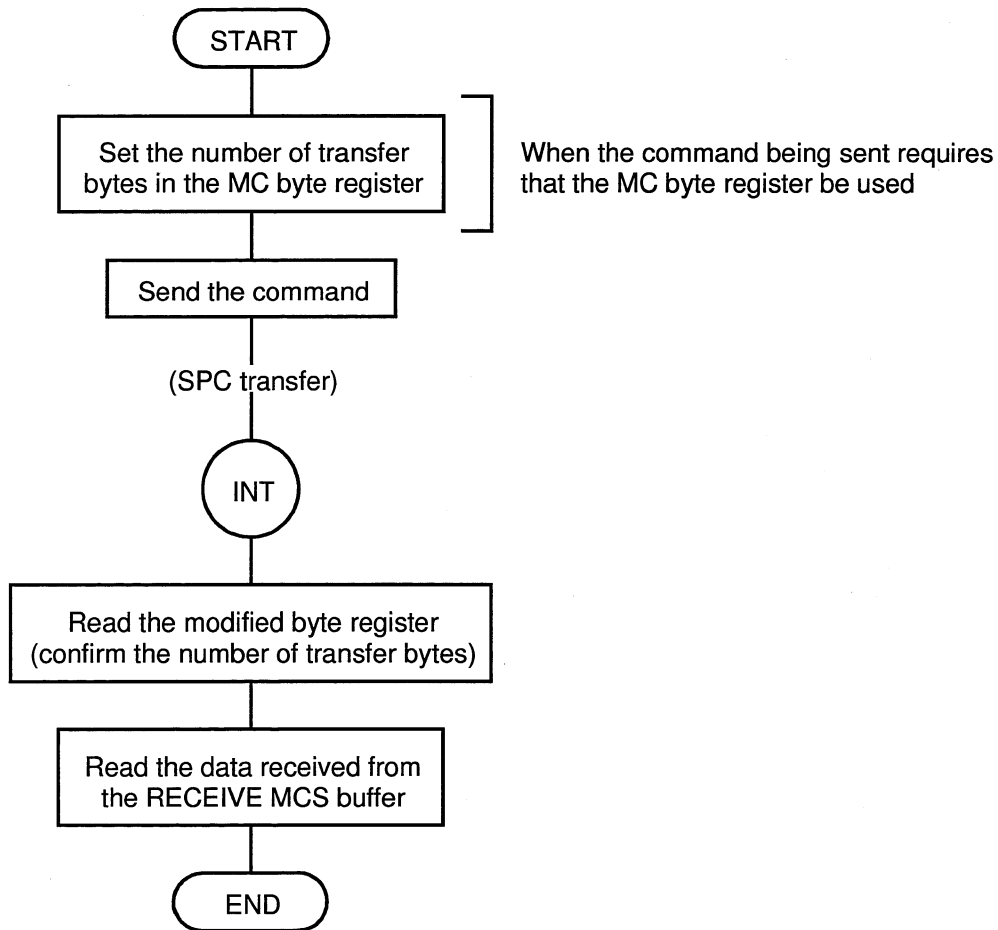 START
Set the number of transfer
bytes in the MC byte register
When the command being sent requires
that the MC byte register be used
Send the command
(SPC transfer)
INT
Read the modified byte register
(confirm the number of transfer bytes)
Read the data received from
the RECEIVE MCS buffer
END